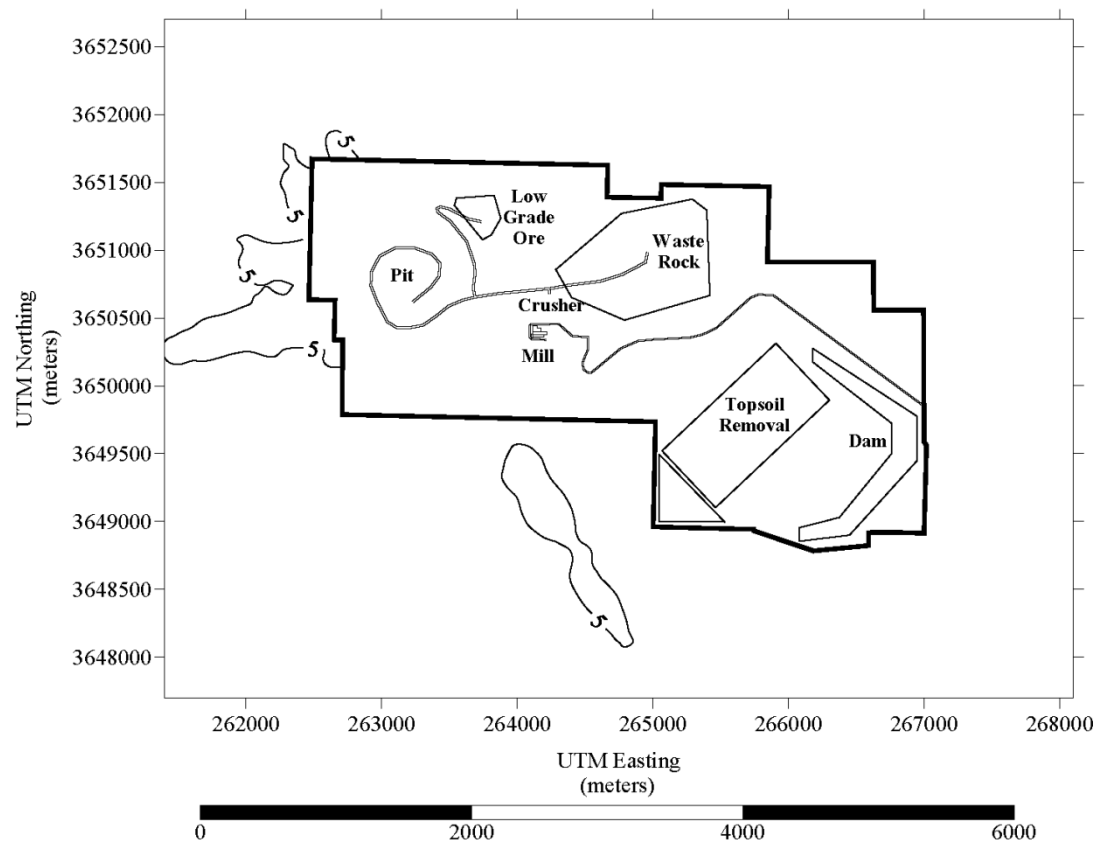 3652500
3652000
3651500
3651000
3650500
3650000
3649500
3649000
3648500
3648000
UTM Northing
(meters)
5
5
5
5
5
Low
Grade
Ore
Waste
Rock
Pit
Crusher
Mill
Topsoil
Removal
Dam
262000
263000
264000
265000
266000
267000
268000
UTM Easting
(meters)
0
2000
4000
6000